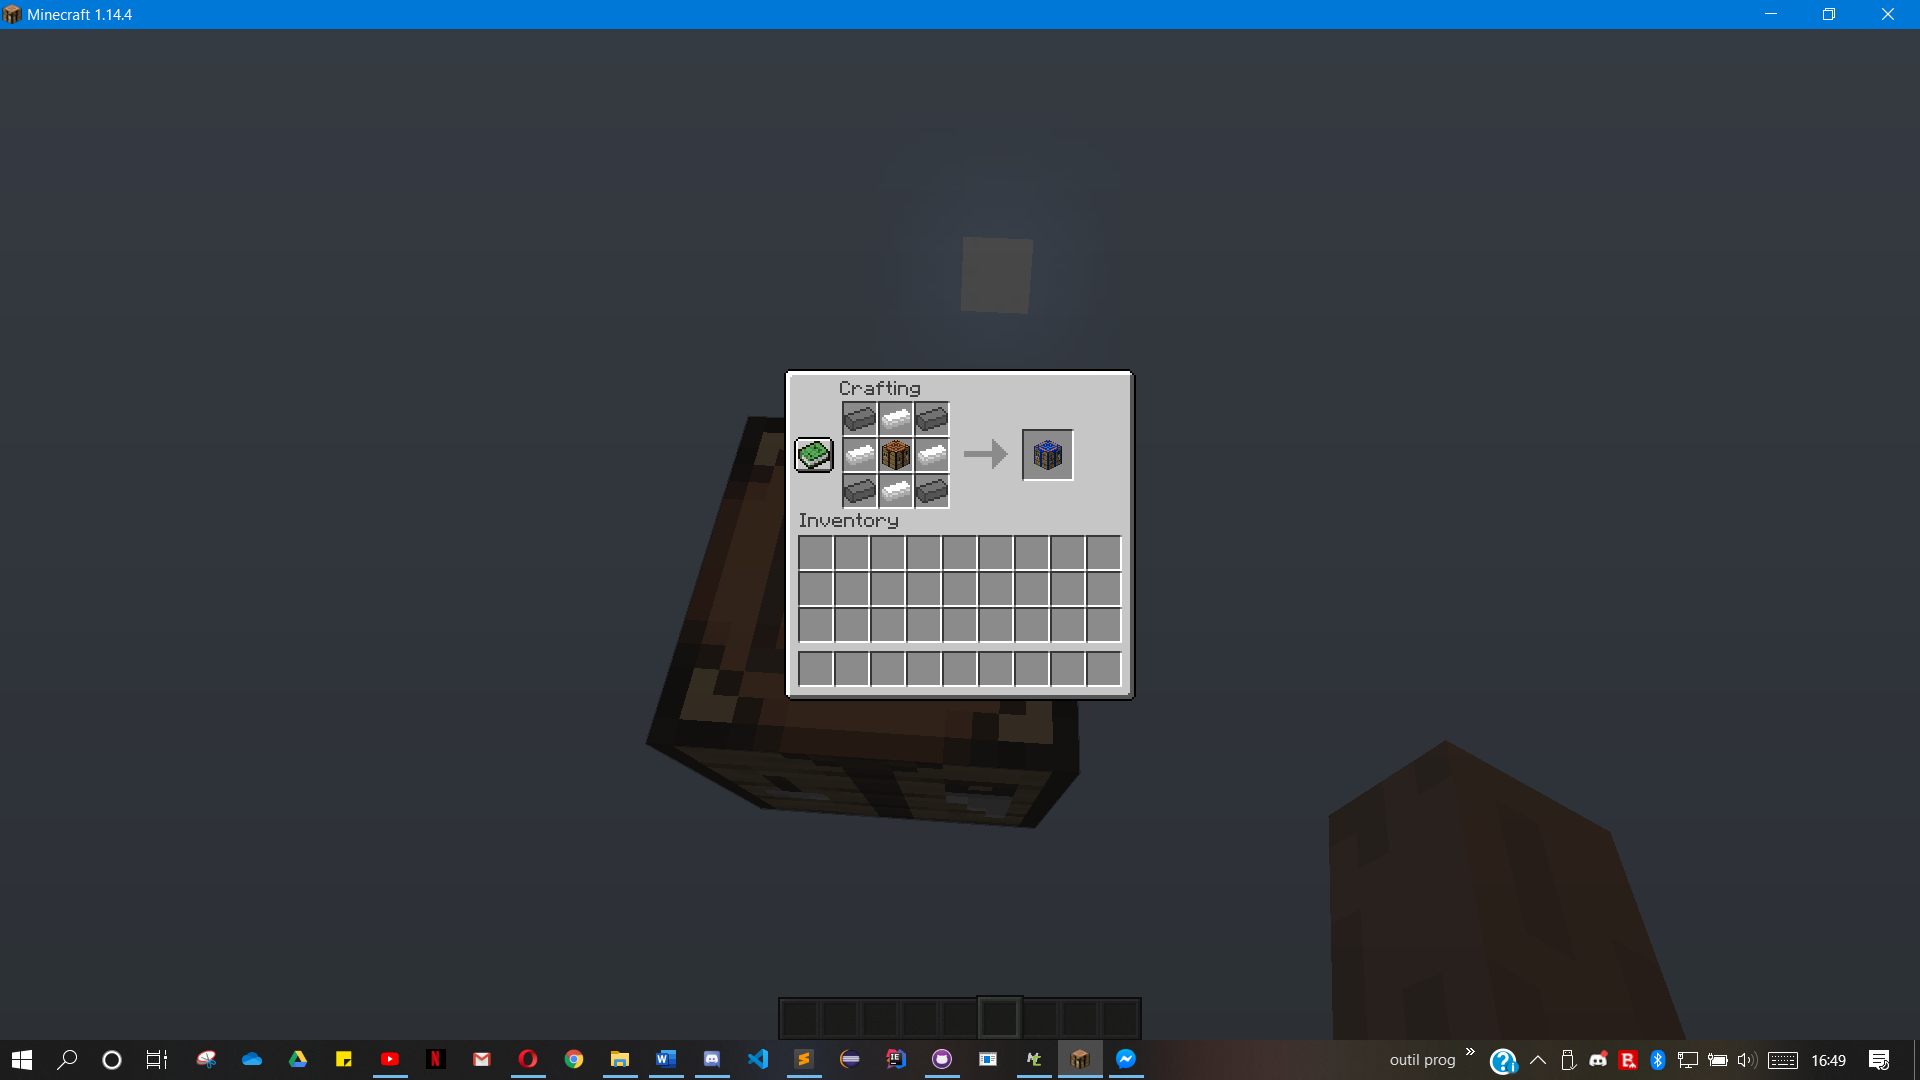 Minecraft 1.14.4
Crafting
Inventory
outil prog
16:49